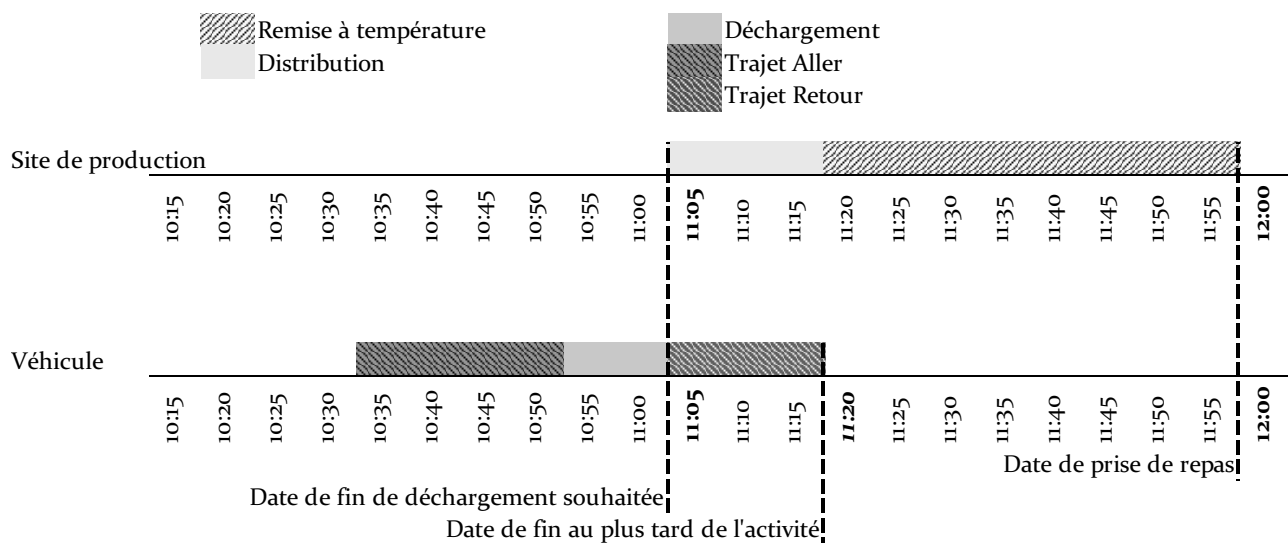 Remise à température
Distribution
Déchargement
Trajet Aller
Trajet Retour
Site de production
10:15 10:20 10:25 10:30 10:35 10:40 10:45 10:50 10:55 11:00 11:05 11:10 11:15 11:20 11:25 11:30 11:35 11:40 11:45 11:50 11:55 12:00
Véhicule
10:15 10:20 10:25 10:30 10:35 10:40 10:45 10:50 10:55 11:00 11:05 11:10 11:15 11:20 11:25 11:30 11:35 11:40 11:45 11:50 11:55 12:00
Date de prise de repas
Date de fin de déchargement souhaitée
Date de fin au plus tard de l'activité